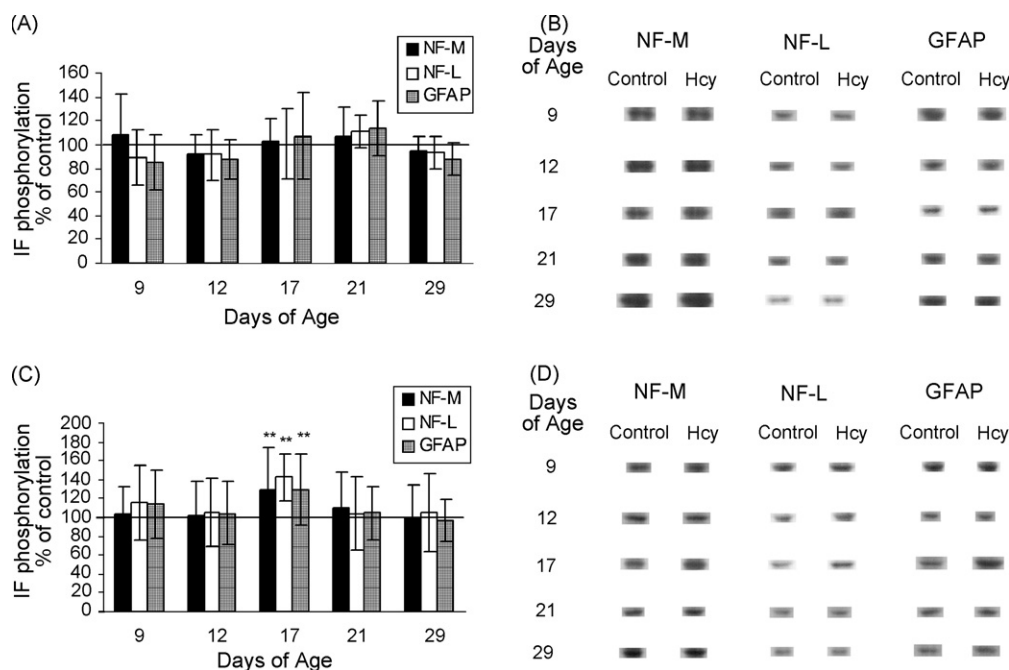 (A)
NF-M
NF-L
GFAP
IF phosphorylation
% of control
160
140
120
100
80
60
40
20
0
9 12 17 21 29
Days of Age
(B)
Days
of Age
NF-M NF-L GFAP
Control Hcy Control Hcy Control Hcy
9
12
17
21
29
(C)
NF-M
NF-L
GFAP
IF phosphorylation
% of control
200
180
160
140
120
100
80
60
40
20
0
** ** **
9 12 17 21 29
Days of Age
(D)
Days
of Age
NF-M NF-L GFAP
Control Hcy Control Hcy Control Hcy
9
12
17
21
29